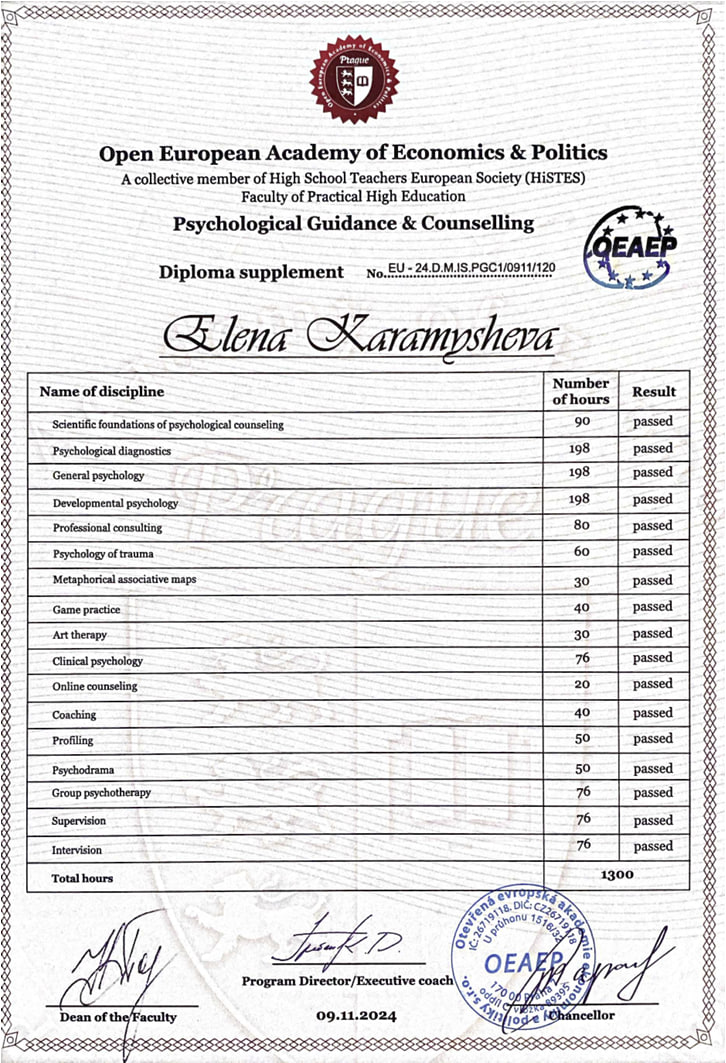 Open European Academy of Economics & Politics
Prague
Open European Academy of Economics & Politics
A collective member of High School Teachers European Society (HiSTES)
Faculty of Practical High Education
Psychological Guidance & Counselling
OEAEP
Diploma supplement No. EU - 24.D.M.IS.PGC1/0911/120
Elena Karamysheva
Name of discipline Number of hours Result
Scientific foundations of psychological counseling 90 passed
Psychological diagnostics 198 passed
General psychology 198 passed
Developmental psychology 198 passed
Professional consulting 80 passed
Psychology of trauma 60 passed
Metaphorical associative maps 30 passed
Game practice 40 passed
Art therapy 30 passed
Clinical psychology 76 passed
Online counseling 20 passed
Coaching 40 passed
Profiling 50 passed
Psychodrama 50 passed
Group psychotherapy 76 passed
Supervision 76 passed
Intervision 76 passed
Total hours 1300
Otevřená evropská akademie ekonomiky a politiky s.r.o.
IČ:26719118, DIČ: CZ26719118
U průhonu 1516/32
OEAEP
170 00 Praha
oddíl C vložka 89395
Program Director/Executive coach
Dean of the Faculty
09.11.2024
Chancellor